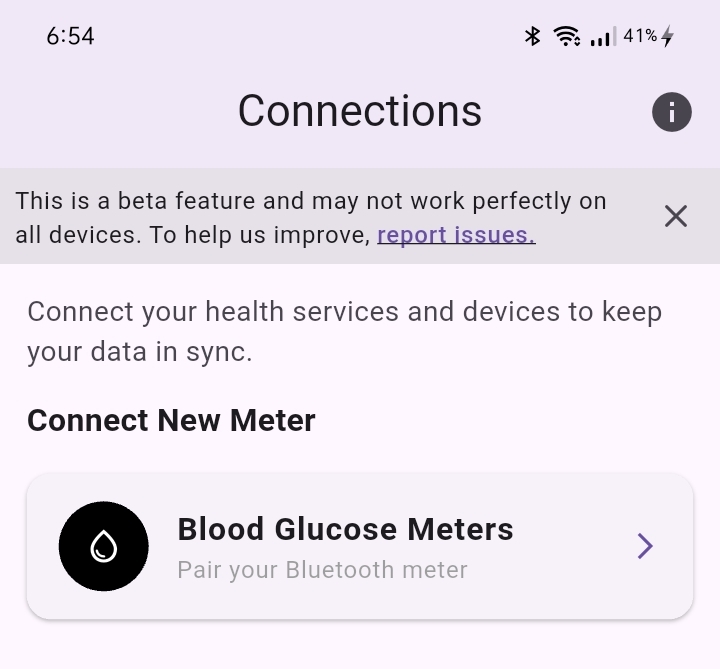 6:54
41%
Connections
This is a beta feature and may not work perfectly on
all devices. To help us improve, report issues.
Connect your health services and devices to keep
your data in sync.
Connect New Meter
Blood Glucose Meters
Pair your Bluetooth meter